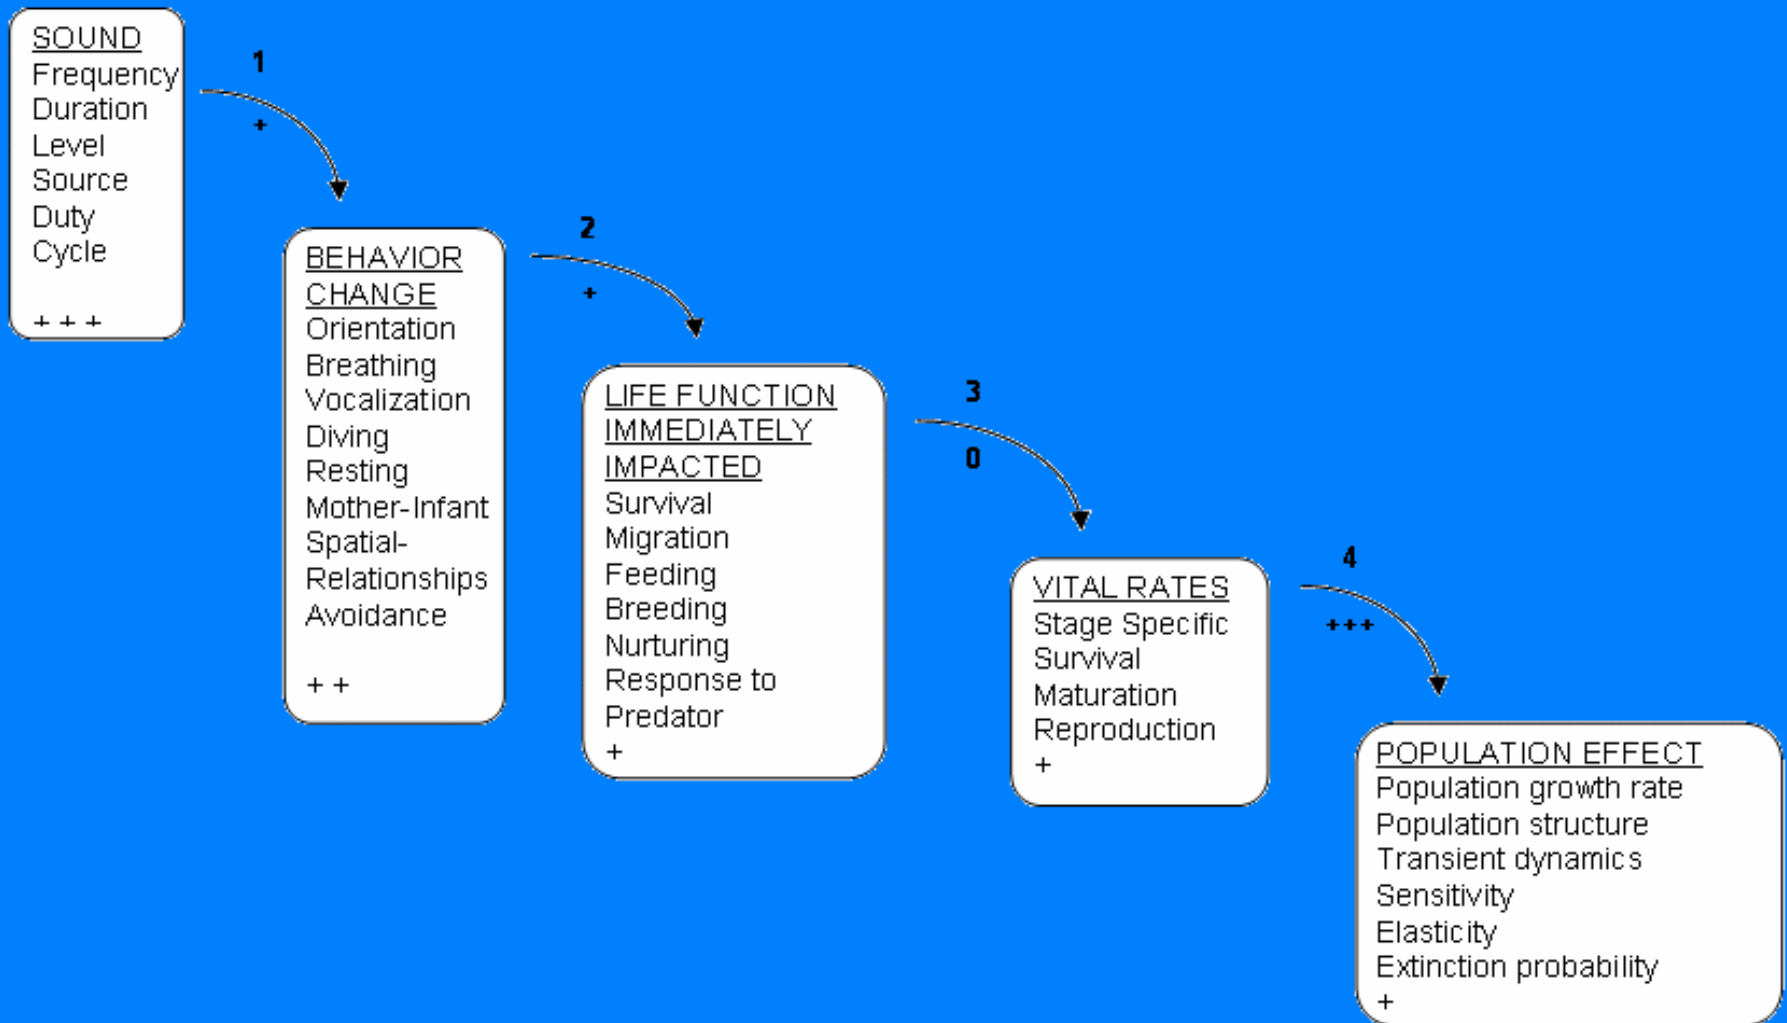 SOUND
Frequency
Duration
Level
Source
Duty
Cycle
+ + +
1
+
BEHAVIOR
CHANGE
Orientation
Breathing
Vocalization
Diving
Resting
Mother-Infant
Spatial-
Relationships
Avoidance
+ +
2
+
LIFE FUNCTION
IMMEDIATELY
IMPACTED
Survival
Migration
Feeding
Breeding
Nurturing
Response to
Predator
+
3
0
VITAL RATES
Stage Specific
Survival
Maturation
Reproduction
+
4
+++
POPULATION EFFECT
Population growth rate
Population structure
Transient dynamics
Sensitivity
Elasticity
Extinction probability
+